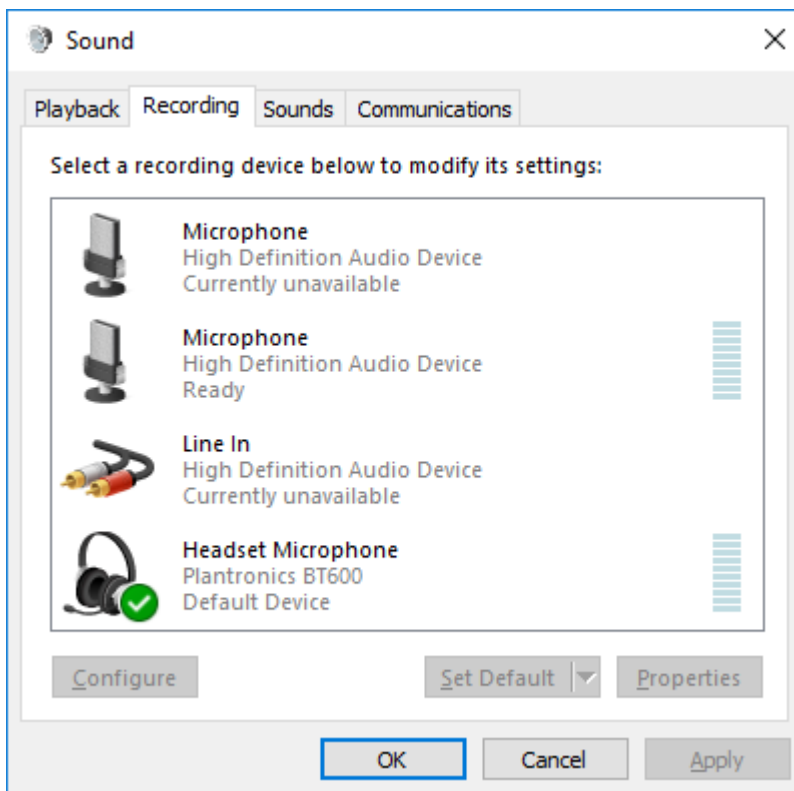 Sound
Playback Recording Sounds Communications
Select a recording device below to modify its settings:
Microphone
High Definition Audio Device
Currently unavailable
Microphone
High Definition Audio Device
Ready
Line In
High Definition Audio Device
Currently unavailable
Headset Microphone
Plantronics BT600
Default Device
Configure Set Default Properties
OK Cancel Apply